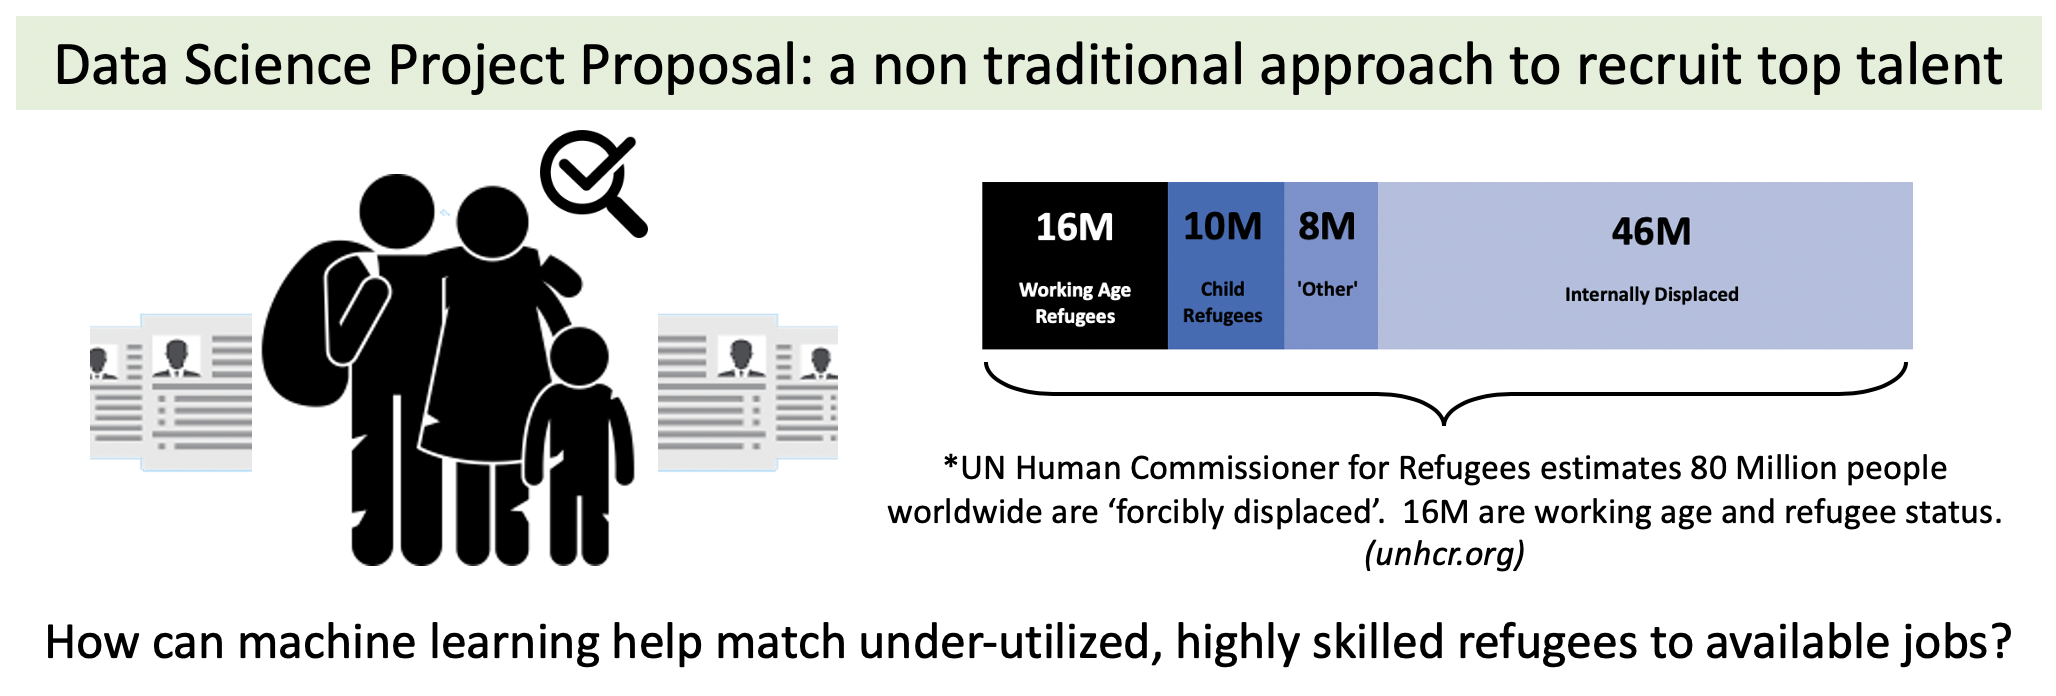 Data Science Project Proposal: a non traditional approach to recruit top talent
16M
Working Age
Refugees
10M
Child
Refugees
8M
'Other'
46M
Internally Displaced
*UN Human Commissioner for Refugees estimates 80 Million people
worldwide are ‘forcibly displaced’.  16M are working age and refugee status.
(unhcr.org)
How can machine learning help match under-utilized, highly skilled refugees to available jobs?